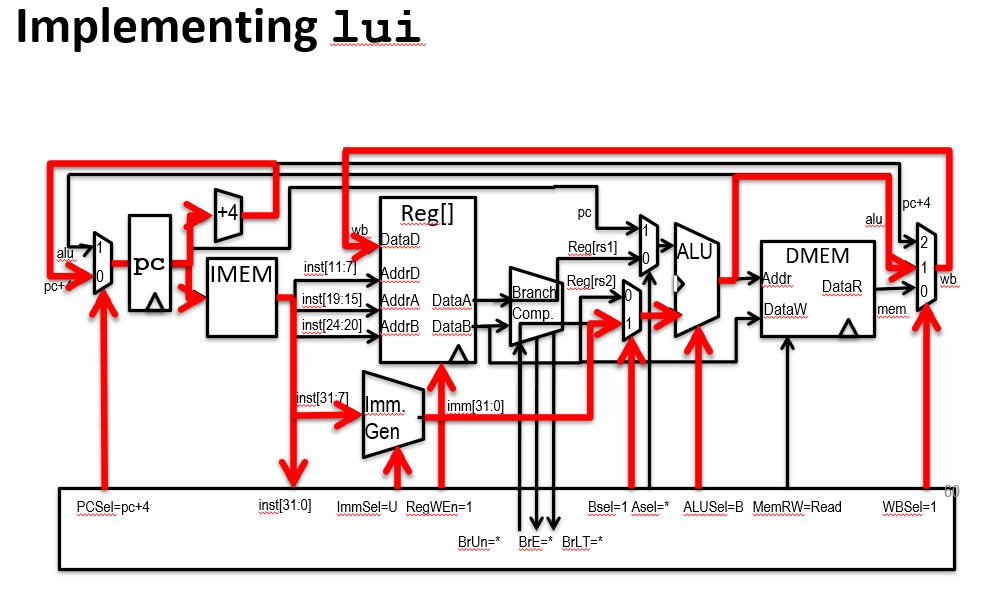 Implementing lui
+4
pc
Reg[]
IMEM
wb
DataD
AddrD
AddrA
AddrB
DataA
DataB
inst[11:7]
inst[19:15]
inst[24:20]
inst[31:7]
alu
pc+4
1
0
pc
Reg[rs1]
Reg[rs2]
1
0
0
1
Branch
Comp.
ALU
DMEM
Addr
DataR
DataW
alu
pc+4
2
1
0
wb
mem
Imm.
Gen
imm[31:0]
60
PCSel=pc+4
inst[31:0]
ImmSel=U
RegWEn=1
Bsel=1
Asel=*
ALUSel=B
MemRW=Read
WBSel=1
BrUn=*
BrE=*
BrLT=*